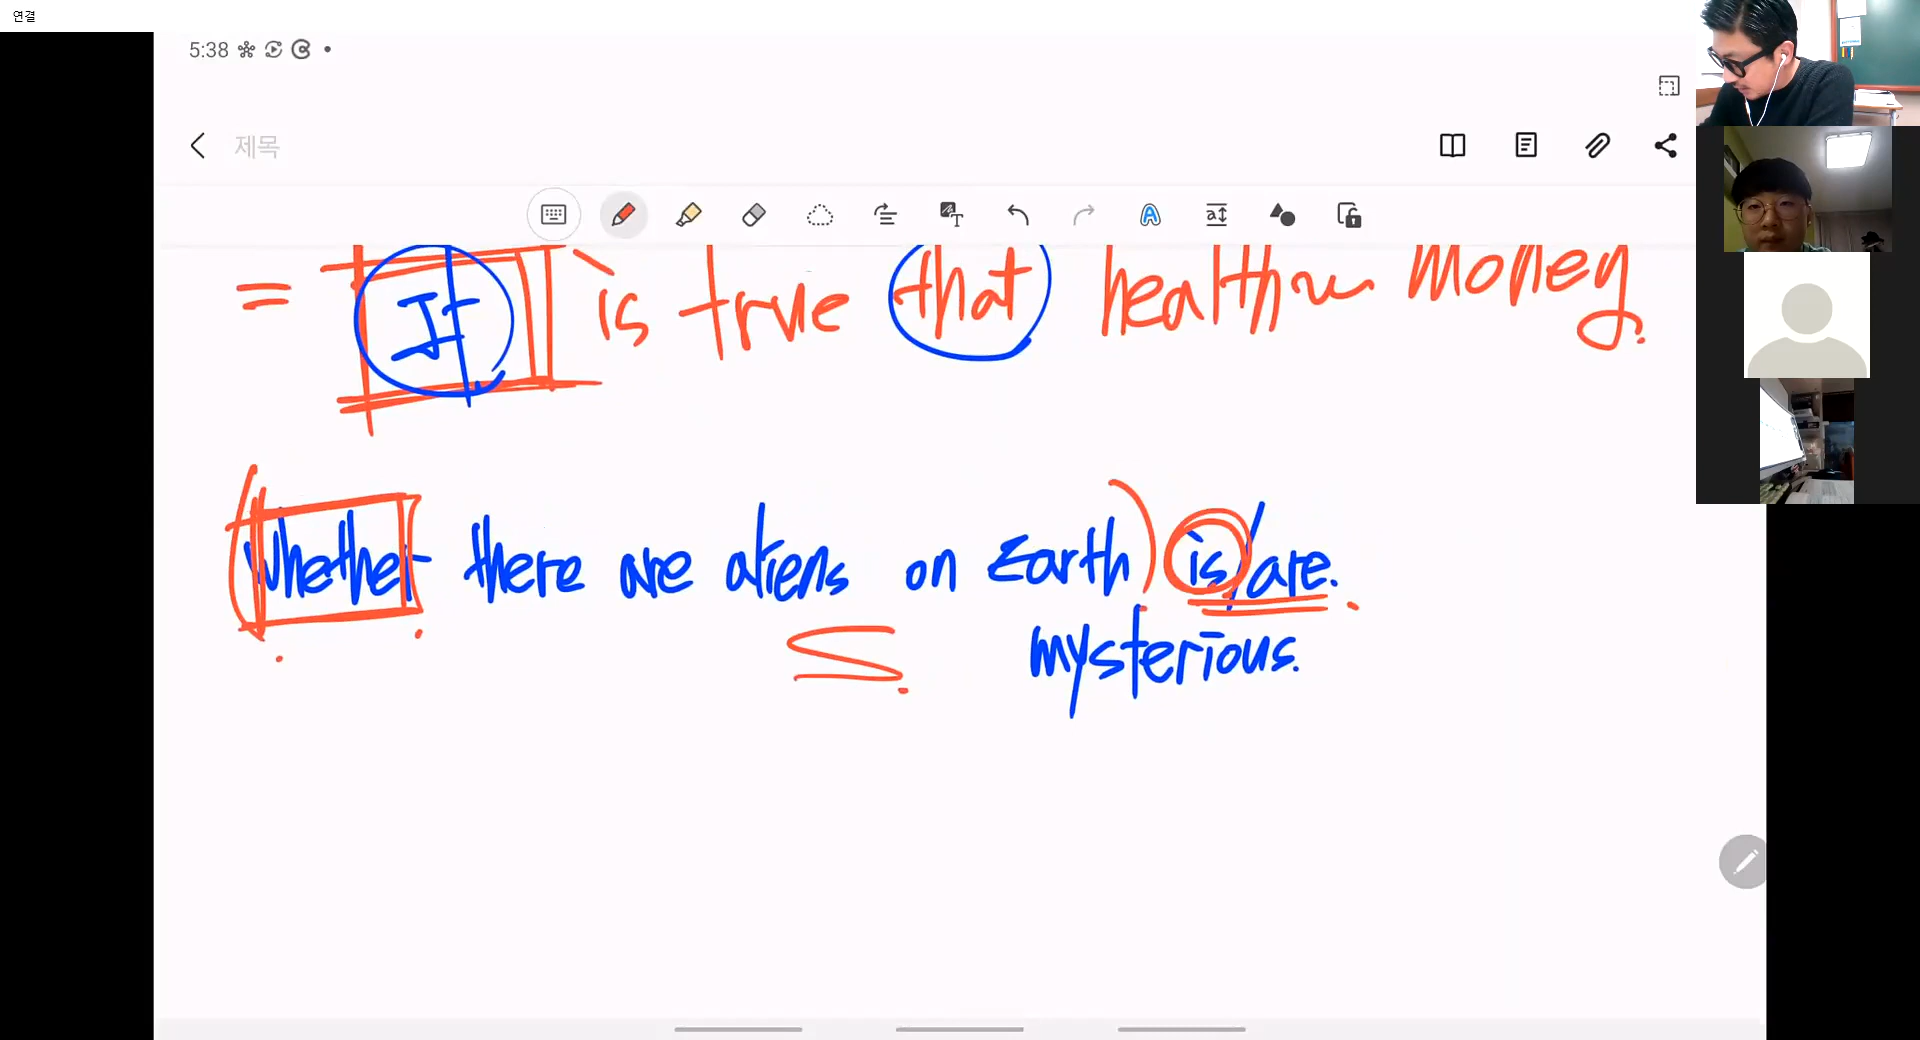 연결
5:38
제목
= It is true that health money.
Whether there are aliens on Earth) is/are.
S
mysterious.